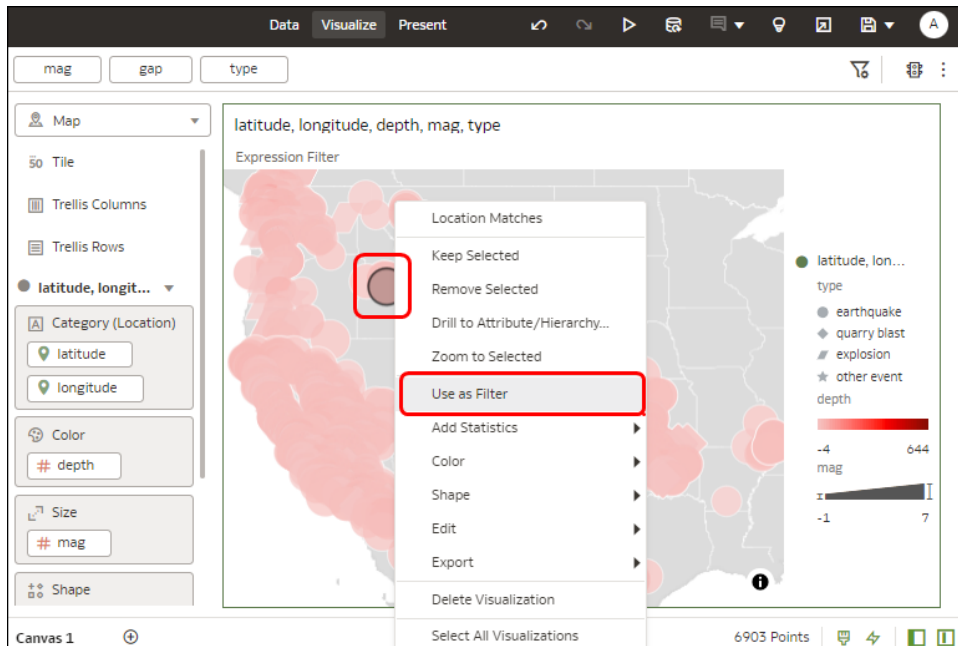 Data Visualize Present A
mag gap type
Map
50 Tile
Trellis Columns
Trellis Rows
latitude, longit...
A Category (Location)
latitude
longitude
Color
# depth
Size
# mag
Shape
latitude, longitude, depth, mag, type
Expression Filter
Location Matches
Keep Selected
Remove Selected
Drill to Attribute/Hierarchy...
Zoom to Selected
Use as Filter
Add Statistics
Color
Shape
Edit
Export
Delete Visualization
Select All Visualizations
latitude, lon...
type
earthquake
quarry blast
explosion
other event
depth
-4 644
mag
-1 7
Canvas 1
6903 Points